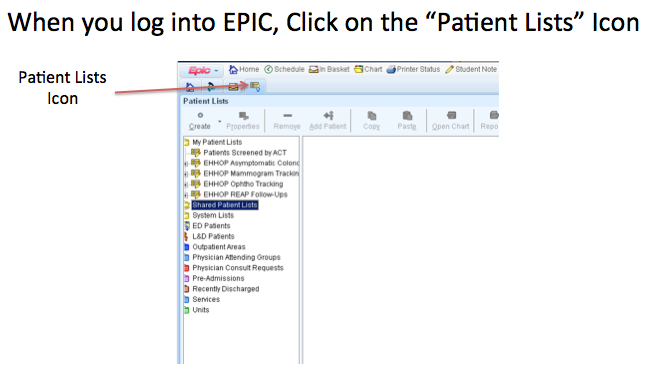 When you log into EPIC, Click on the “Patient Lists” Icon
Patient Lists
Icon
Epic Home Schedule In Basket Chart Printer Status Student Note
Patient Lists
Create Properties Remove Add Patient Copy Paste Open Chart Repo
My Patient Lists
Patients Screened by ACT
EHHOP Asymptomatic Colono
EHHOP Mammogram Trackin
EHHOP Ophtho Tracking
EHHOP REAP Follow-Ups
Shared Patient Lists
System Lists
ED Patients
L&D Patients
Outpatient Areas
Physician Attending Groups
Physician Consult Requests
Pre-Admissions
Recently Discharged
Services
Units